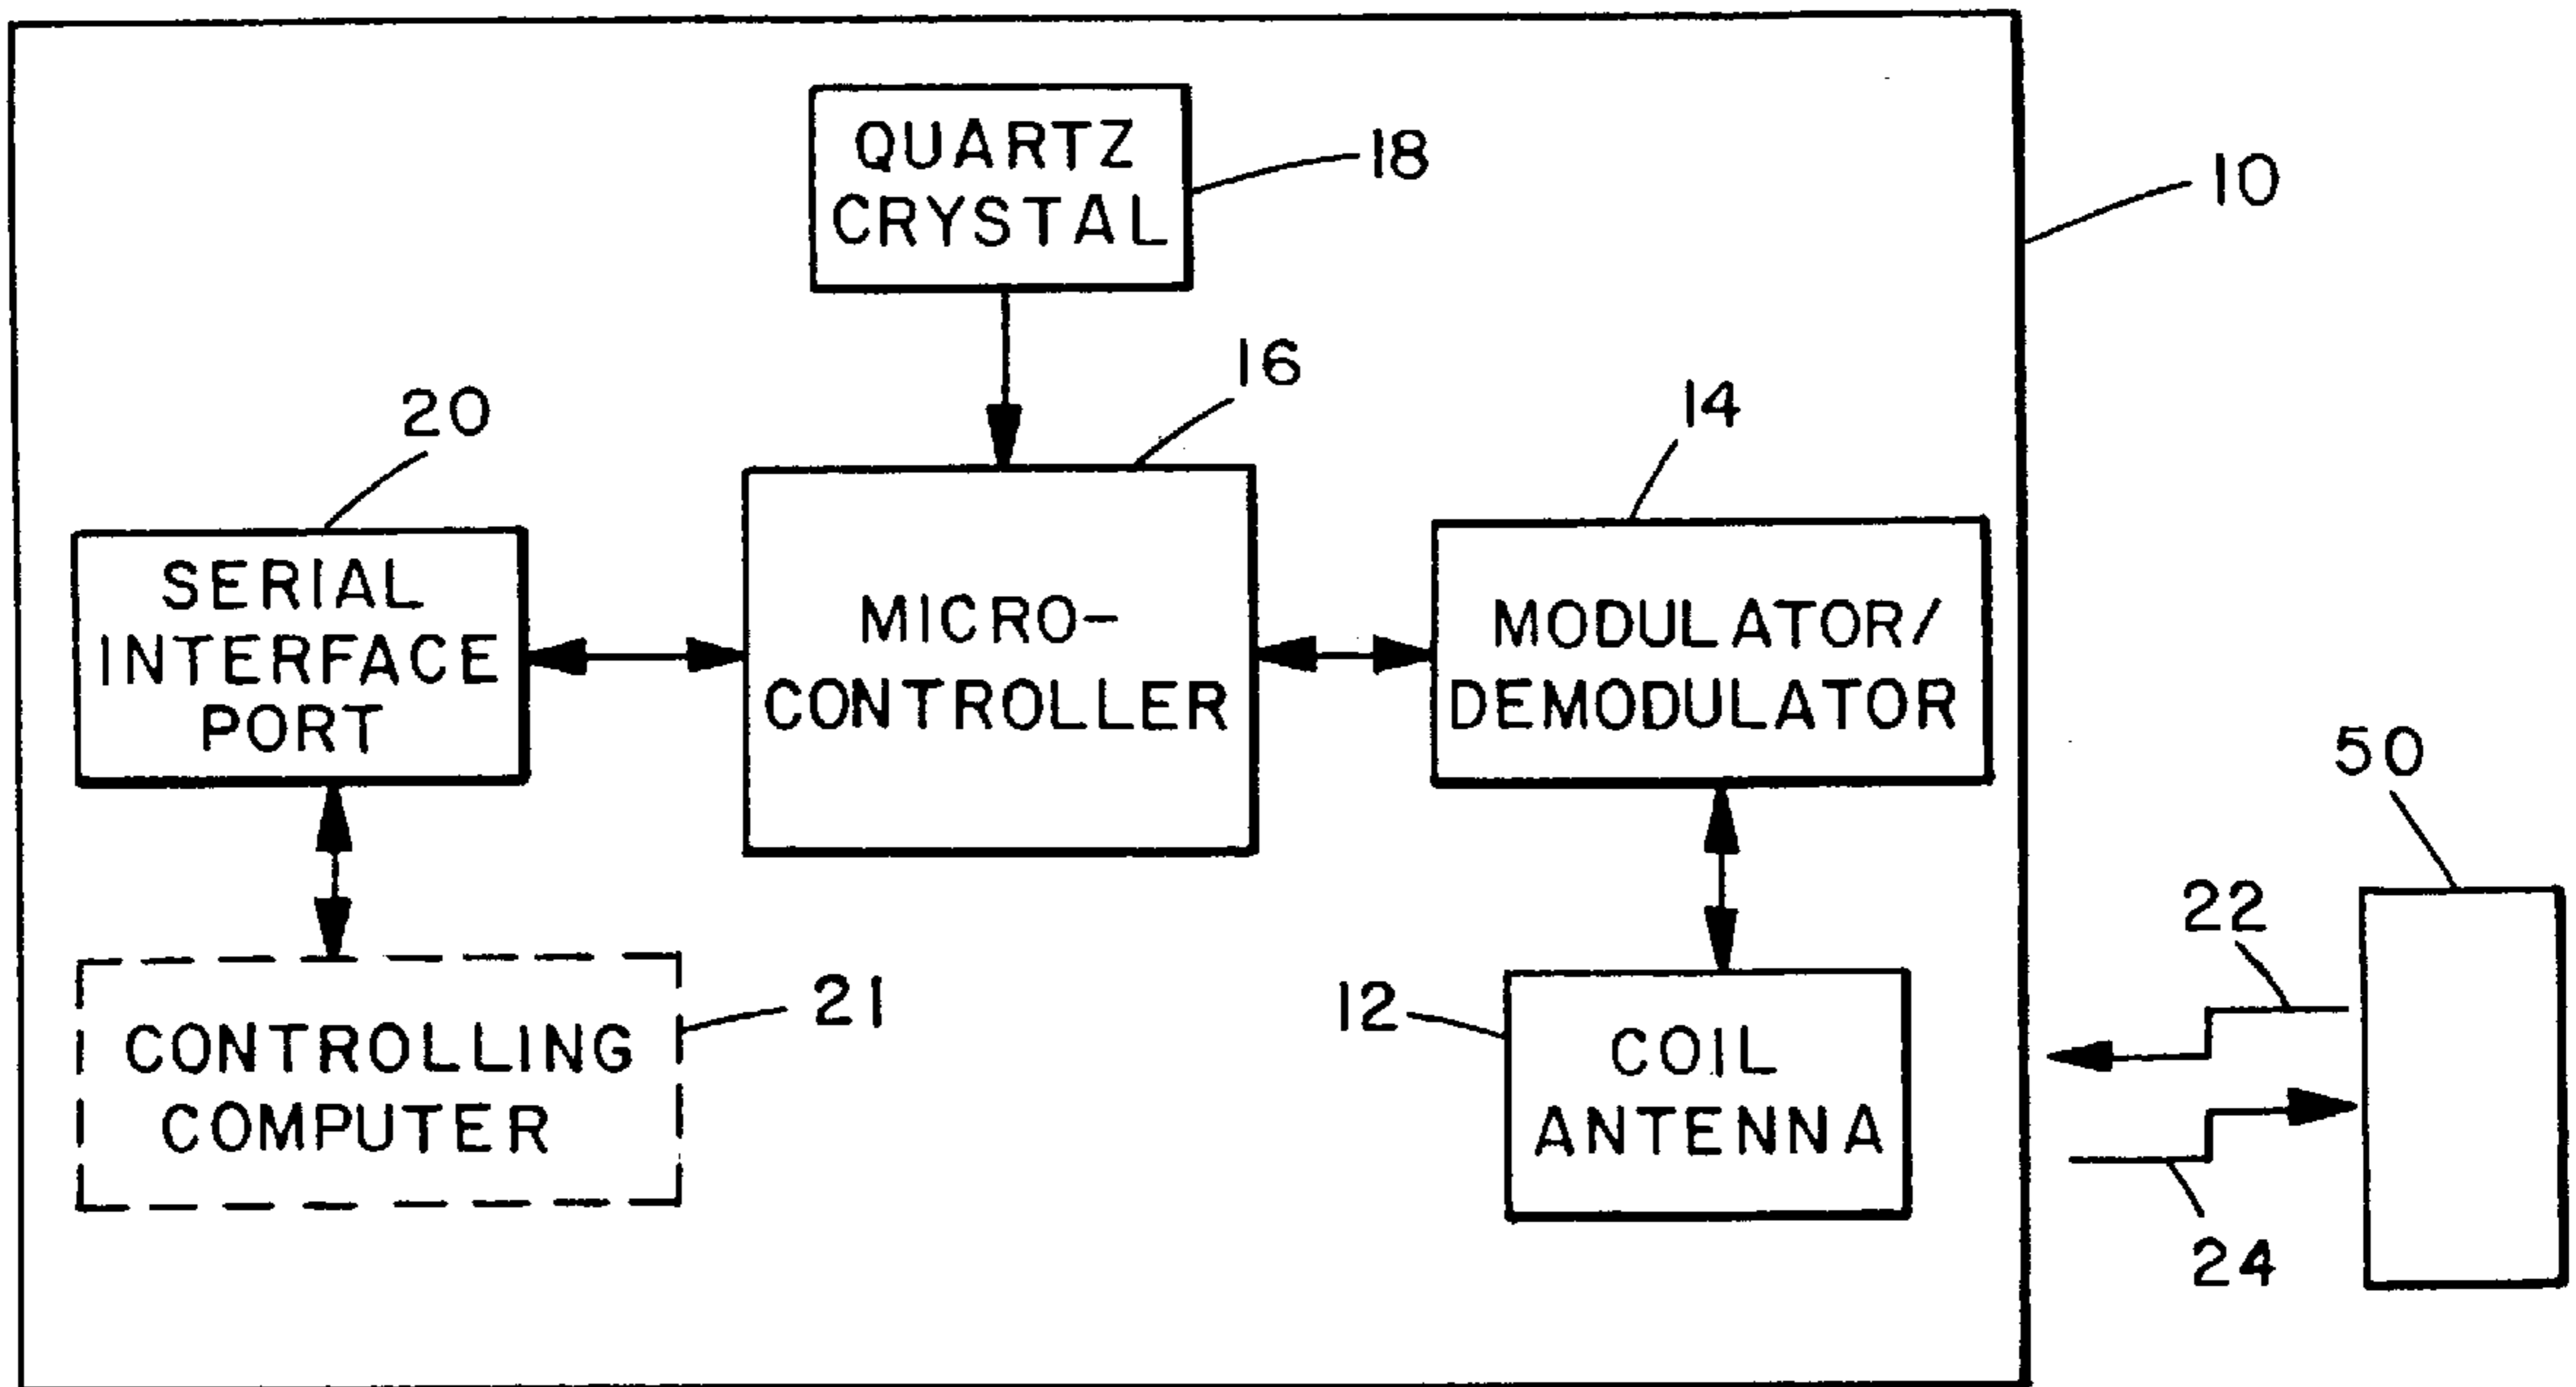 QUARTZ
CRYSTAL
18
10
16
14
20
SERIAL
INTERFACE
PORT
MICRO-
CONTROLLER
MODULATOR/
DEMODULATOR
50
22
CONTROLLING
COMPUTER
21
12
COIL
ANTENNA
24